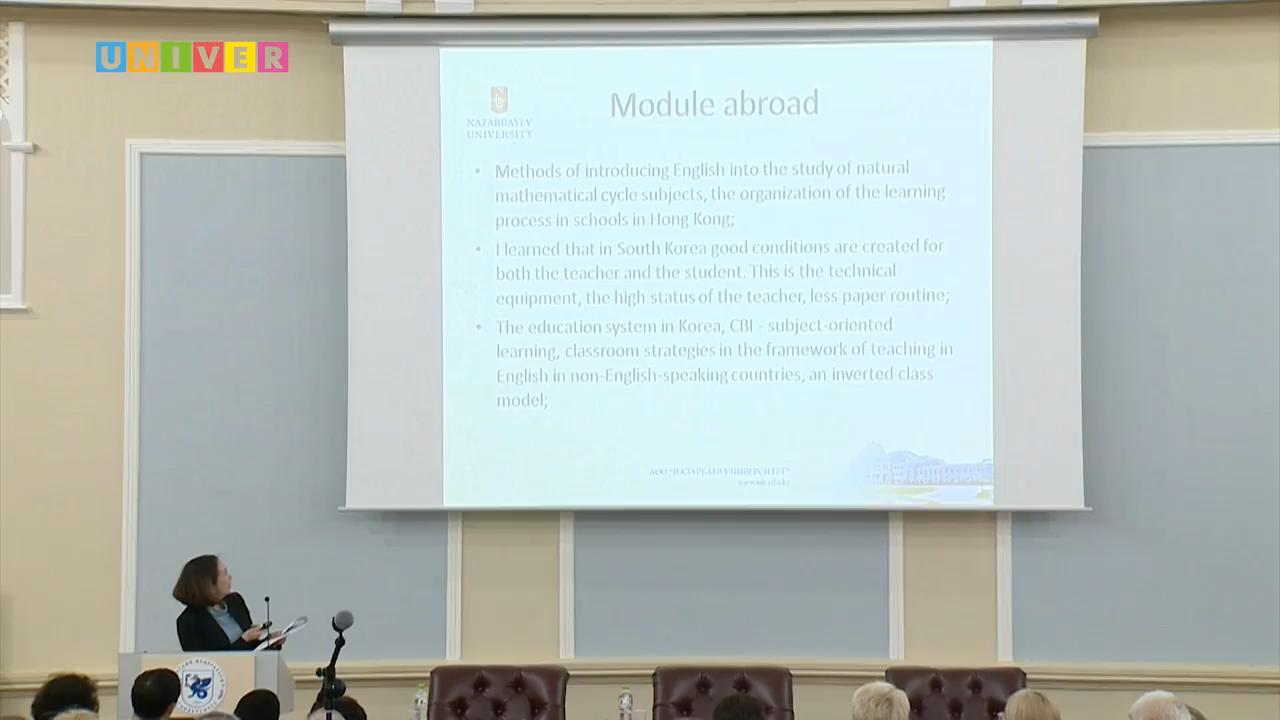 UNIVER
NAZARBAYEV
UNIVERSITY
Module abroad
• Methods of introducing English into the study of natural
mathematical cycle subjects, the organization of the learning
process in schools in Hong Kong;
• I learned that in South Korea good conditions are created for
both the teacher and the student. This is the technical
equipment, the high status of the teacher, less paper routine;
• The education system in Korea, CBI - subject-oriented
learning, classroom strategies in the framework of teaching in
English in non-English-speaking countries, an inverted class
model;
www.nu.edu.kz